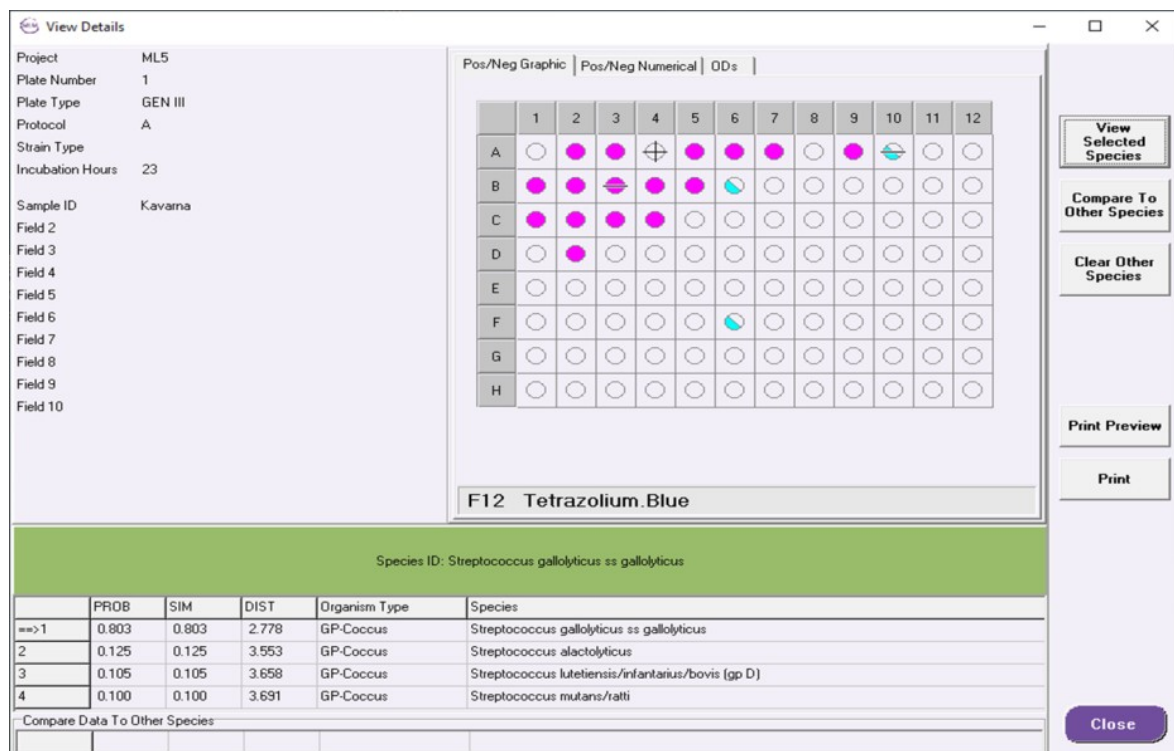 View Details
Project ML5
Plate Number 1
Plate Type GEN III
Protocol A
Strain Type
Incubation Hours 23
Sample ID Kavarna
Field 2
Field 3
Field 4
Field 5
Field 6
Field 7
Field 8
Field 9
Field 10
Pos/Neg Graphic Pos/Neg Numerical ODs
1 2 3 4 5 6 7 8 9 10 11 12
A
B
C
D
E
F
G
H
F12 Tetrazolium.Blue
View
Selected
Species
Compare To
Other Species
Clear Other
Species
Print Preview
Print
Species ID: Streptococcus gallolyticus ss gallolyticus
PROB SIM DIST Organism Type Species
==>1 0.803 0.803 2.778 GP-Coccus Streptococcus gallolyticus ss gallolyticus
2 0.125 0.125 3.553 GP-Coccus Streptococcus alactolyticus
3 0.105 0.105 3.658 GP-Coccus Streptococcus lutetiensis/infantarius/bovis (gp D)
4 0.100 0.100 3.691 GP-Coccus Streptococcus mutans/ratti
Compare Data To Other Species
Close